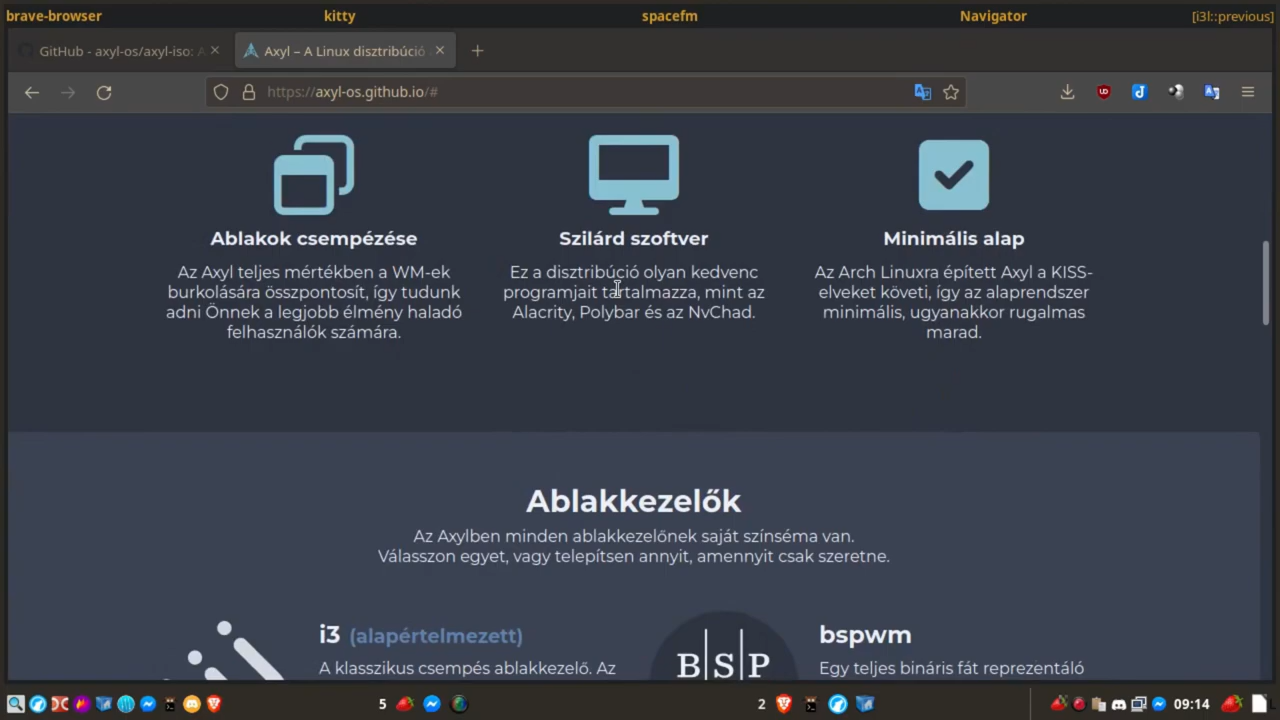 brave-browser kitty spacefm Navigator [i3l::previous]
GitHub - axyl-os/axyl-iso: A Axyl – A Linux disztribúció
https://axyl-os.github.io/#
Ablakok csempézése
Az Axyl teljes mértékben a WM-ek
burkolására összpontosít, így tudunk
adni Önnek a legjobb élmény haladó
felhasználók számára.
Szilárd szoftver
Ez a disztribúció olyan kedvenc
programjait tartalmazza, mint az
Alacrity, Polybar és az NvChad.
Minimális alap
Az Arch Linuxra épített Axyl a KISS-
elveket követi, így az alaprendszer
minimális, ugyanakkor rugalmas
marad.
Ablakkezelők
Az Axylben minden ablakkezelőnek saját színséma van.
Válasszon egyet, vagy telepítsen annyit, amennyit csak szeretne.
i3 (alapértelmezett)
A klasszikus csempés ablakkezelő. Az
BSP
bspwm
Egy teljes bináris fát reprezentáló
5 2 09:14